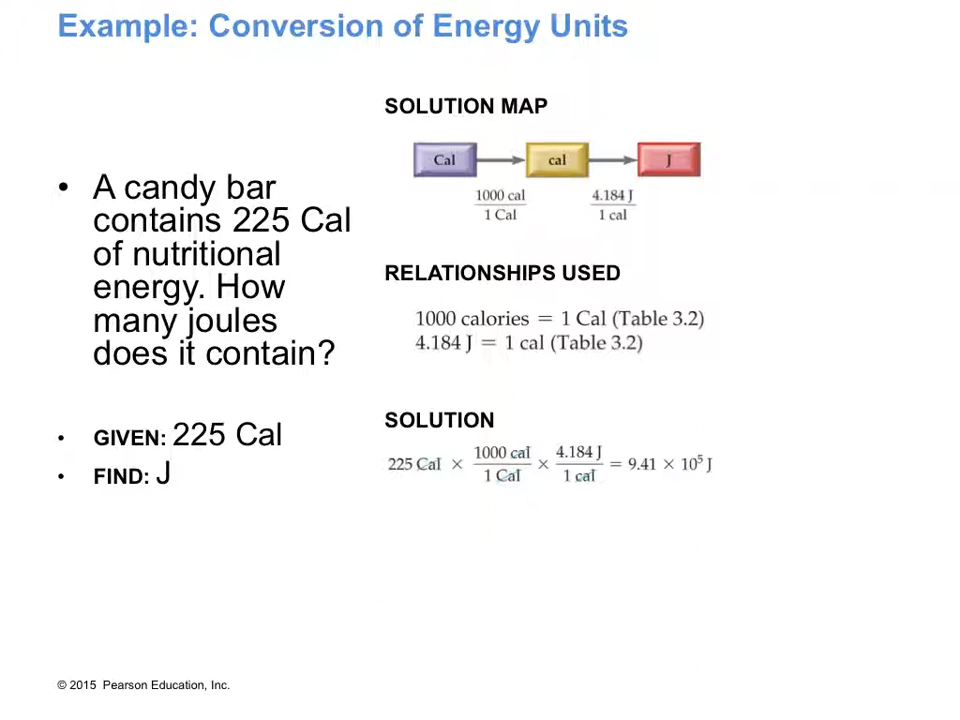 Example: Conversion of Energy Units
• A candy bar
contains 225 Cal
of nutritional
energy. How
many joules
does it contain?
• GIVEN: 225 Cal
• FIND: J
SOLUTION MAP
Cal → cal → J
1000 cal / 1 Cal    4.184 J / 1 cal
RELATIONSHIPS USED
1000 calories = 1 Cal (Table 3.2)
4.184 J = 1 cal (Table 3.2)
SOLUTION
225 Cal × 1000 cal / 1 Cal × 4.184 J / 1 cal = 9.41 × 10⁵ J
© 2015 Pearson Education, Inc.